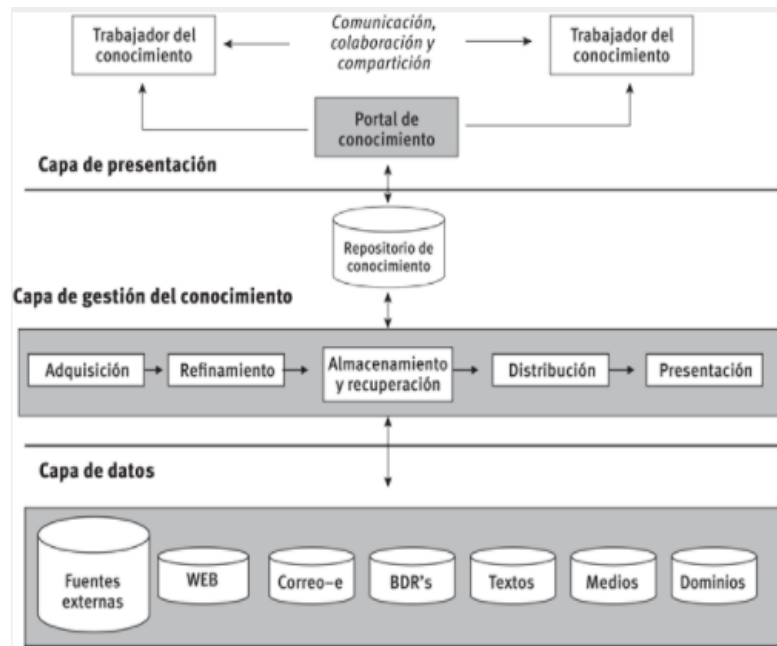 Trabajador del
conocimiento
Comunicación,
colaboración y
compartición
Trabajador del
conocimiento
Portal de
conocimiento
Capa de presentación
Repositorio de
conocimiento
Capa de gestión del conocimiento
Adquisición
Refinamiento
Almacenamiento
y recuperación
Distribución
Presentación
Capa de datos
Fuentes
externas
WEB
Correo-e
BDR's
Textos
Medios
Dominios